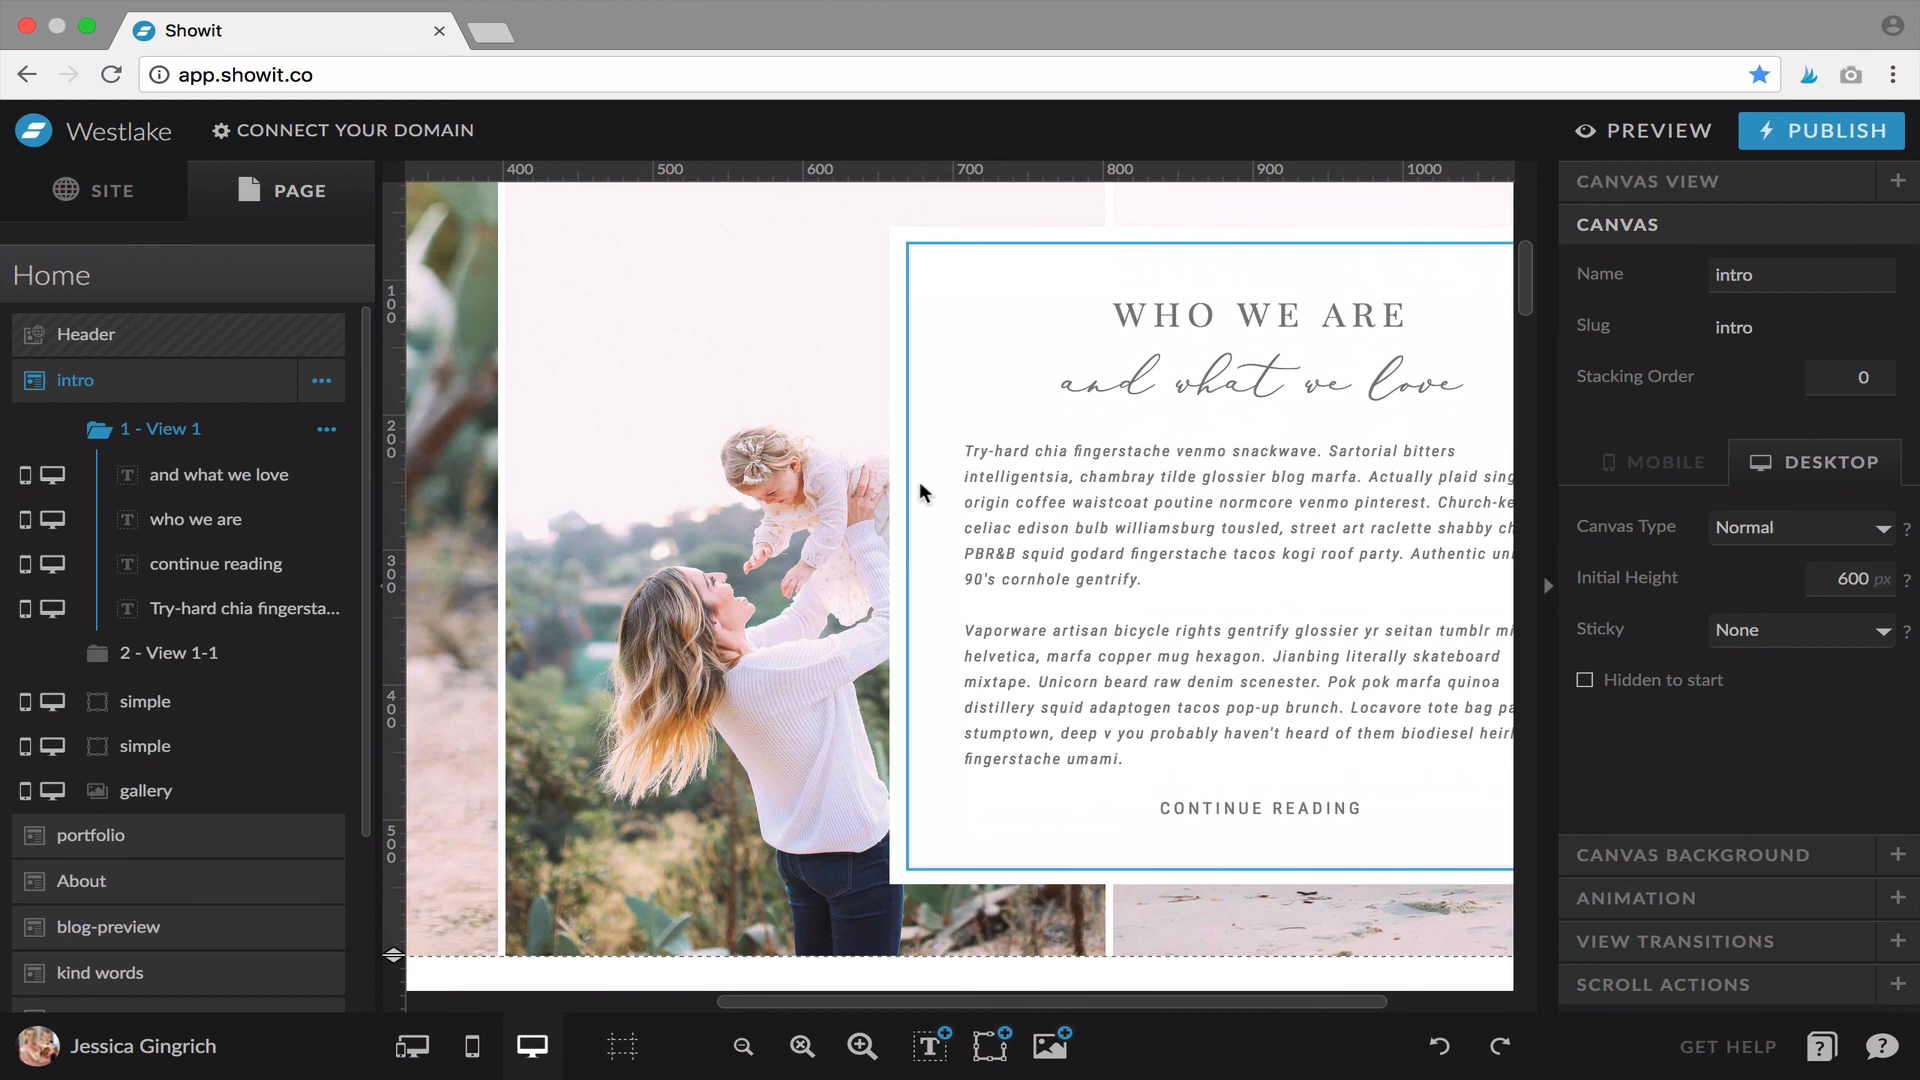 Showit
app.showit.co
Westlake
CONNECT YOUR DOMAIN
PREVIEW
PUBLISH
SITE
PAGE
400
500
600
700
800
900
1000
100
200
300
400
500
Home
Header
intro
1 - View 1
and what we love
who we are
continue reading
Try-hard chia fingersta...
2 - View 1-1
simple
simple
gallery
portfolio
About
blog-preview
kind words
WHO WE ARE
and what we love
Try-hard chia fingerstache venmo snackwave. Sartorial bitters
intelligentsia, chambray tilde glossier blog marfa. Actually plaid sing
origin coffee waistcoat poutine normcore venmo pinterest. Church-ke
celiac edison bulb williamsburg tousled, street art raclette shabby ch
PBR&B squid godard fingerstache tacos kogi roof party. Authentic un
90's cornhole gentrify.
Vaporware artisan bicycle rights gentrify glossier yr seitan tumblr mi
helvetica, marfa copper mug hexagon. Jianbing literally skateboard
mixtape. Unicorn beard raw denim scenester. Pok pok marfa quinoa
distillery squid adaptogen tacos pop-up brunch. Locavore tote bag pa
stumptown, deep v you probably haven't heard of them biodiesel heirl
fingerstache umami.
CONTINUE READING
CANVAS VIEW
CANVAS
Name intro
Slug intro
Stacking Order 0
MOBILE
DESKTOP
Canvas Type Normal ?
Initial Height 600 px ?
Sticky None ?
Hidden to start
CANVAS BACKGROUND
ANIMATION
VIEW TRANSITIONS
SCROLL ACTIONS
Jessica Gingrich
T
GET HELP
?
?